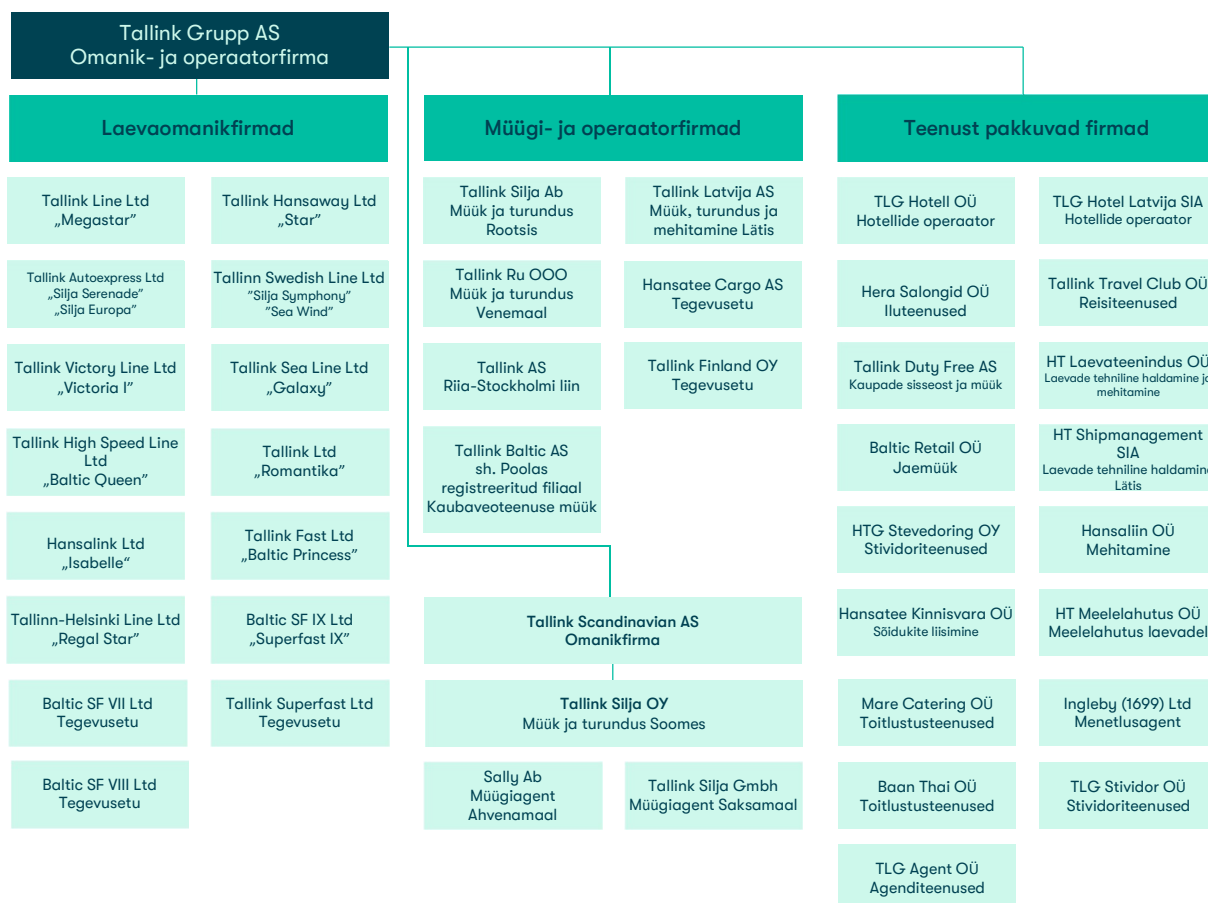 Tallink Grupp AS
Omanik- ja operaatorfirma
Laevaomanikfirmad
Tallink Line Ltd
„Megastar”
Tallink Hansaway Ltd
„Star”
Tallink Autoexpress Ltd
„Silja Serenade”
„Silja Europa”
Tallinn Swedish Line Ltd
”Silja Symphony”
”Sea Wind”
Tallink Victory Line Ltd
„Victoria I”
Tallink Sea Line Ltd
„Galaxy”
Tallink High Speed Line
Ltd
„Baltic Queen”
Tallink Ltd
„Romantika”
Hansalink Ltd
„Isabelle“
Tallink Fast Ltd
„Baltic Princess”
Tallinn-Helsinki Line Ltd
„Regal Star”
Baltic SF IX Ltd
„Superfast IX”
Baltic SF VII Ltd
Tegevusetu
Tallink Superfast Ltd
Tegevusetu
Baltic SF VIII Ltd
Tegevusetu
Müügi- ja operaatorfirmad
Tallink Silja Ab
Müük ja turundus
Rootsis
Tallink Latvija AS
Müük, turundus ja
mehitamine Lätis
Tallink Ru OOO
Müük ja turundus
Venemaal
Hansatee Cargo AS
Tegevusetu
Tallink AS
Riia-Stockholmi liin
Tallink Finland OY
Tegevusetu
Tallink Baltic AS
sh. Poolas
registreeritud filiaal
Kaubaveoteenuse müük
Tallink Scandinavian AS
Omanikfirma
Tallink Silja OY
Müük ja turundus Soomes
Sally Ab
Müügiagent
Ahvenamaal
Tallink Silja Gmbh
Müügiagent Saksamaal
Teenust pakkuvad firmad
TLG Hotell OÜ
Hotellide operaator
TLG Hotel Latvija SIA
Hotellide operaator
Hera Salongid OÜ
Iluteenused
Tallink Travel Club OÜ
Reisiteenused
Tallink Duty Free AS
Kaupade sisseost ja müük
HT Laevateenindus OÜ
Laevade tehniline haldamine ja
mehitamine
Baltic Retail OÜ
Jaemüük
HT Shipmanagement
SIA
Laevade tehniline haldamine
Lätis
HTG Stevedoring OY
Stividoriteenused
Hansaliin OÜ
Mehitamine
Hansatee Kinnisvara OÜ
Sõidukite liisimine
HT Meelelahutus OÜ
Meelelahutus laevadel
Mare Catering OÜ
Toitlustusteenused
Ingleby (1699) Ltd
Menetlusagent
Baan Thai OÜ
Toitlustusteenused
TLG Stividor OÜ
Stividoriteenused
TLG Agent OÜ
Agenditeenused